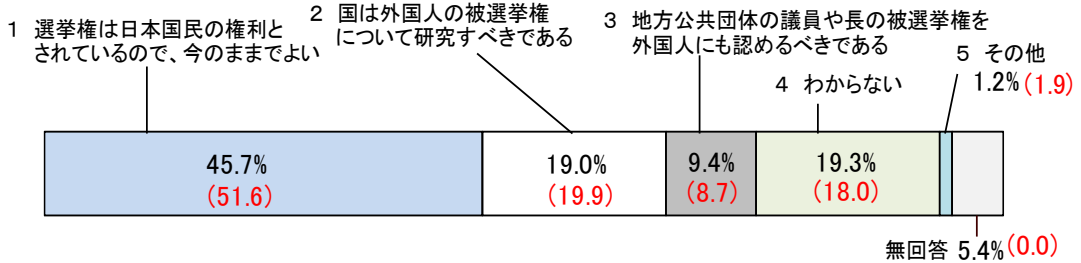 1 選挙権は日本国民の権利と
されているので、今のままでよい
2 国は外国人の被選挙権
について研究すべきである
3 地方公共団体の議員や長の被選挙権を
外国人にも認めるべきである
4 わからない
5 その他
1.2%(1.9)
45.7%
(51.6)
19.0%
(19.9)
9.4%
(8.7)
19.3%
(18.0)
無回答 5.4%(0.0)